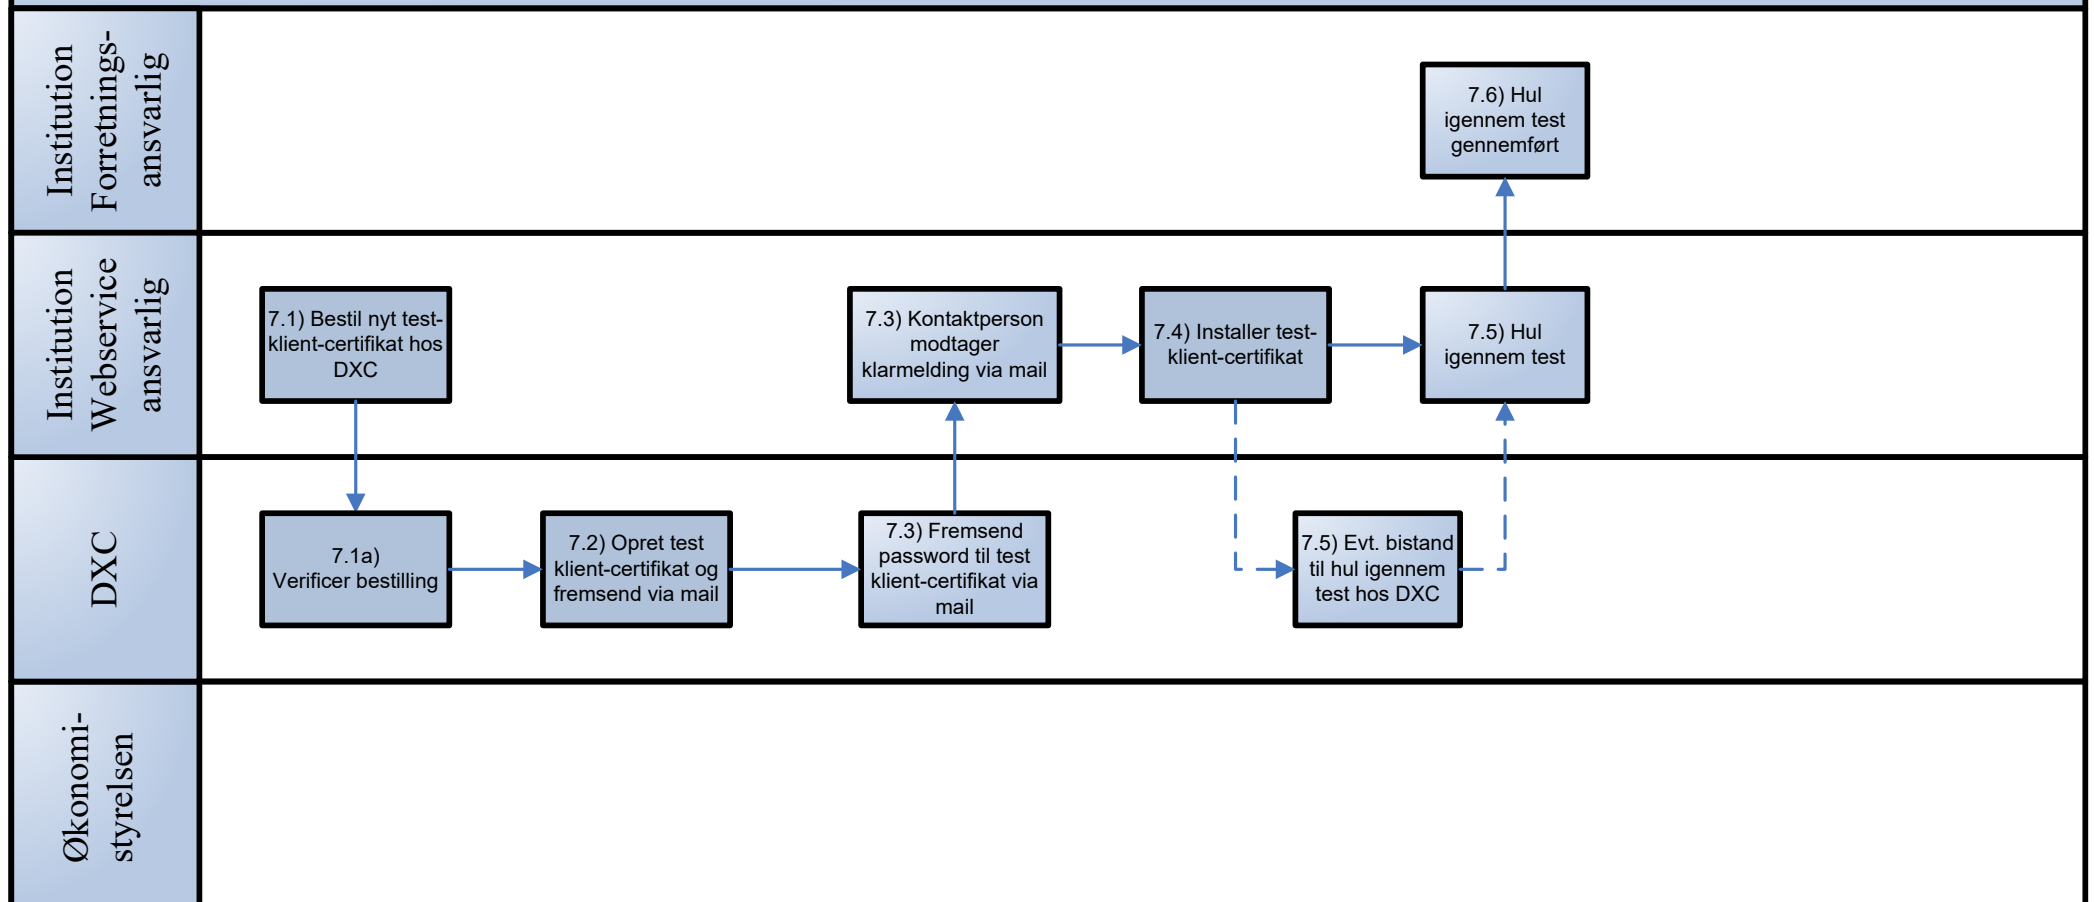 Institution
Forretnings-
ansvarlig
7.6) Hul
igennem test
gennemført
Institution
Webservice
ansvarlig
7.1) Bestil nyt test-
klient-certifikat hos
DXC
7.3) Kontaktperson
modtager
klarmelding via mail
7.4) Installer test-
klient-certifikat
7.5) Hul
igennem test
DXC
7.1a)
Verificer bestilling
7.2) Opret test
klient-certifikat og
fremsend via mail
7.3) Fremsend
password til test
klient-certifikat via
mail
7.5) Evt. bistand
til hul igennem
test hos DXC
Økonomi-
styrelsen